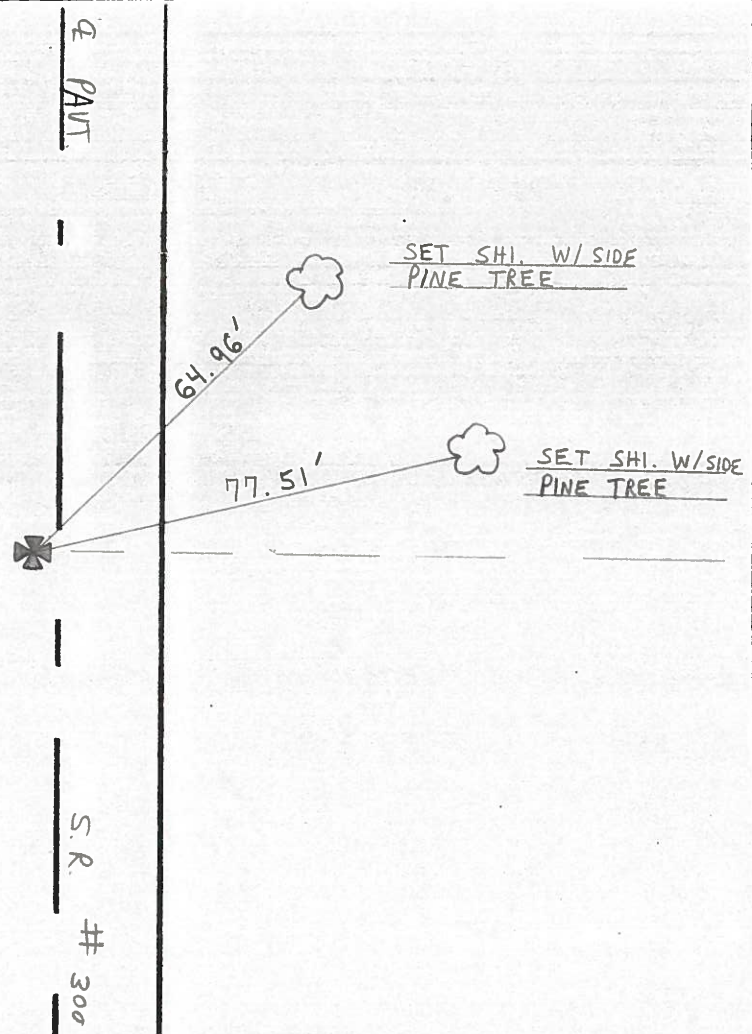 ℄ PAVT
SET SHI. W/SIDE
PINE TREE
64.96'
77.51'
SET SHI. W/SIDE
PINE TREE
S.R. # 300